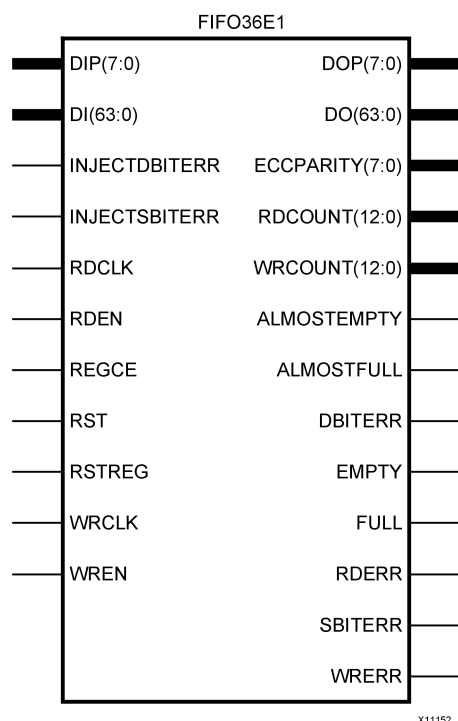 FIFO36E1
DIP(7:0) DOP(7:0)
DI(63:0) DO(63:0)
INJECTDBITERR ECCPARITY(7:0)
INJECTSBITERR RDCOUNT(12:0)
RDCLK WRCOUNT(12:0)
RDEN ALMOSTEMPTY
REGCE ALMOSTFULL
RST DBITERR
RSTREG EMPTY
WRCLK FULL
WREN RDERR
SBITERR
WRERR
X11152